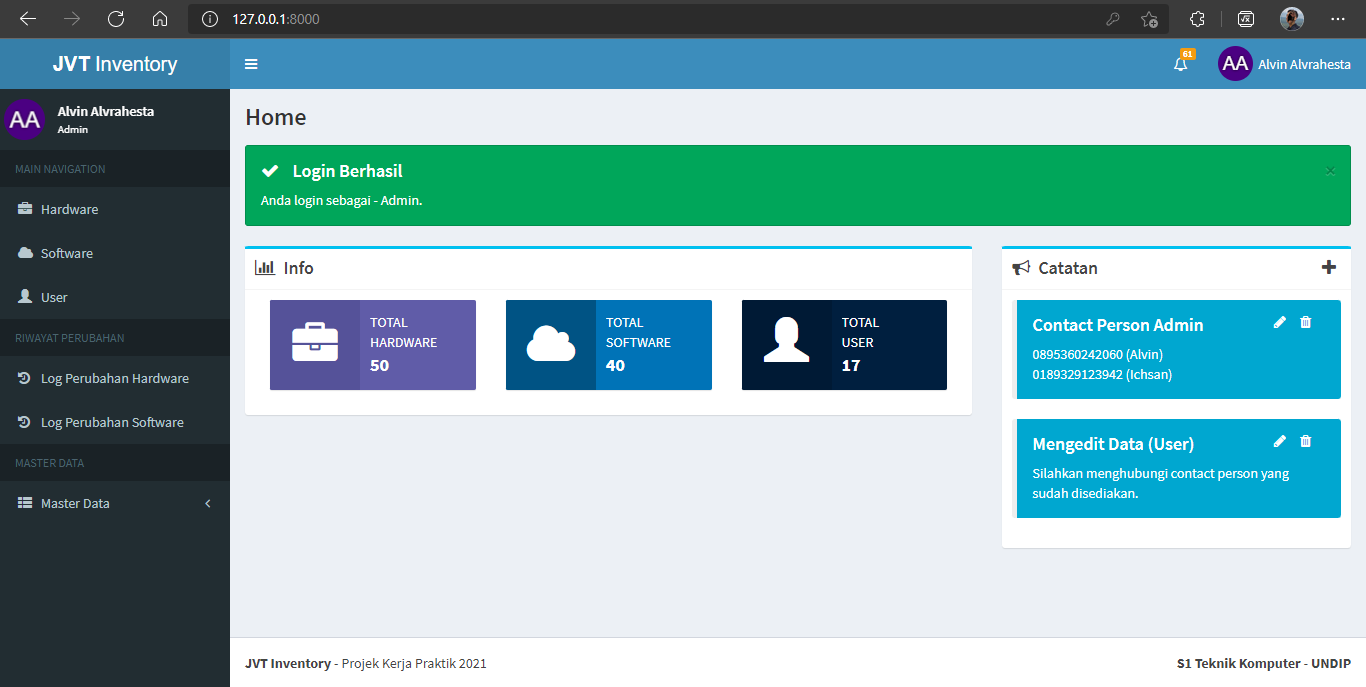 127.0.0.1:8000
JVT Inventory
61
AA
Alvin Alvrahesta
AA
Alvin Alvrahesta
Admin
MAIN NAVIGATION
Hardware
Software
User
RIWAYAT PERUBAHAN
Log Perubahan Hardware
Log Perubahan Software
MASTER DATA
Master Data
Home
Login Berhasil
×
Anda login sebagai - Admin.
Info
TOTAL
HARDWARE
50
TOTAL
SOFTWARE
40
TOTAL
USER
17
Catatan
Contact Person Admin
0895360242060 (Alvin)
0189329123942 (Ichsan)
Mengedit Data (User)
Silahkan menghubungi contact person yang
sudah disediakan.
JVT Inventory - Projek Kerja Praktik 2021
S1 Teknik Komputer - UNDIP